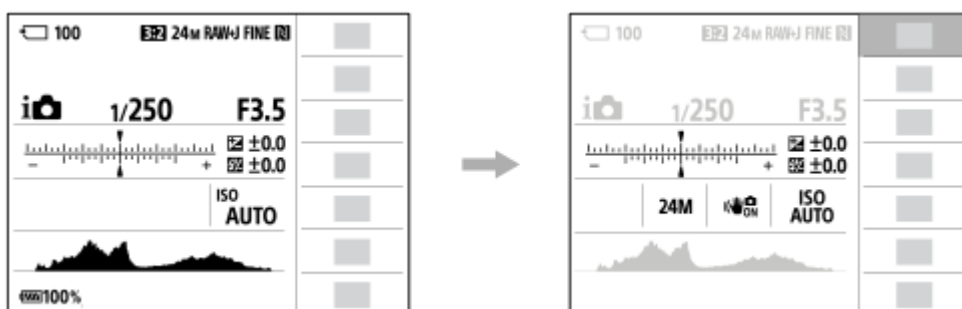 100 3:2 24M RAW+J FINE N
i 1/250 F3.5
±0.0
- + ±0.0
ISO
AUTO
100%
100 3:2 24M RAW+J FINE N
i 1/250 F3.5
±0.0
- + ±0.0
24M ON ISO
AUTO